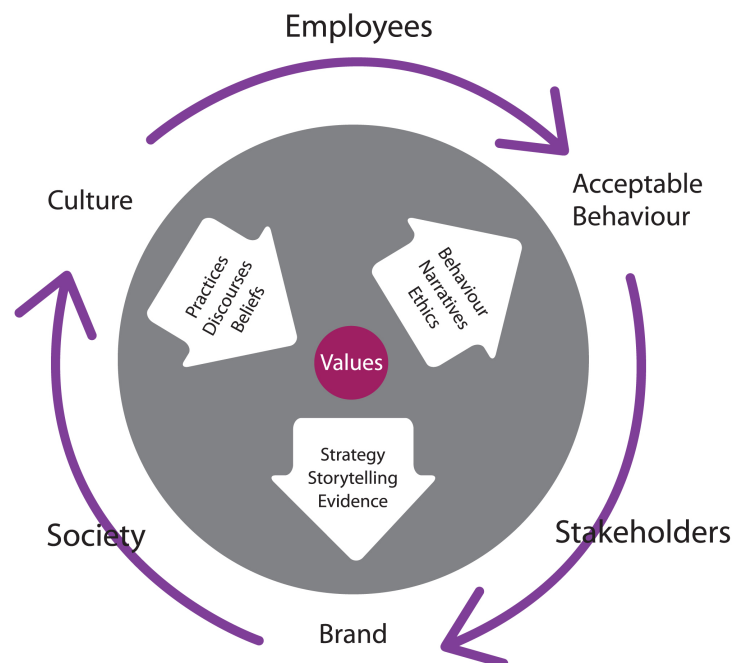 Employees
Culture
Acceptable
Behaviour
Practices
Discourses
Beliefs
Behaviour
Narratives
Ethics
Values
Strategy
Storytelling
Evidence
Society
Stakeholders
Brand